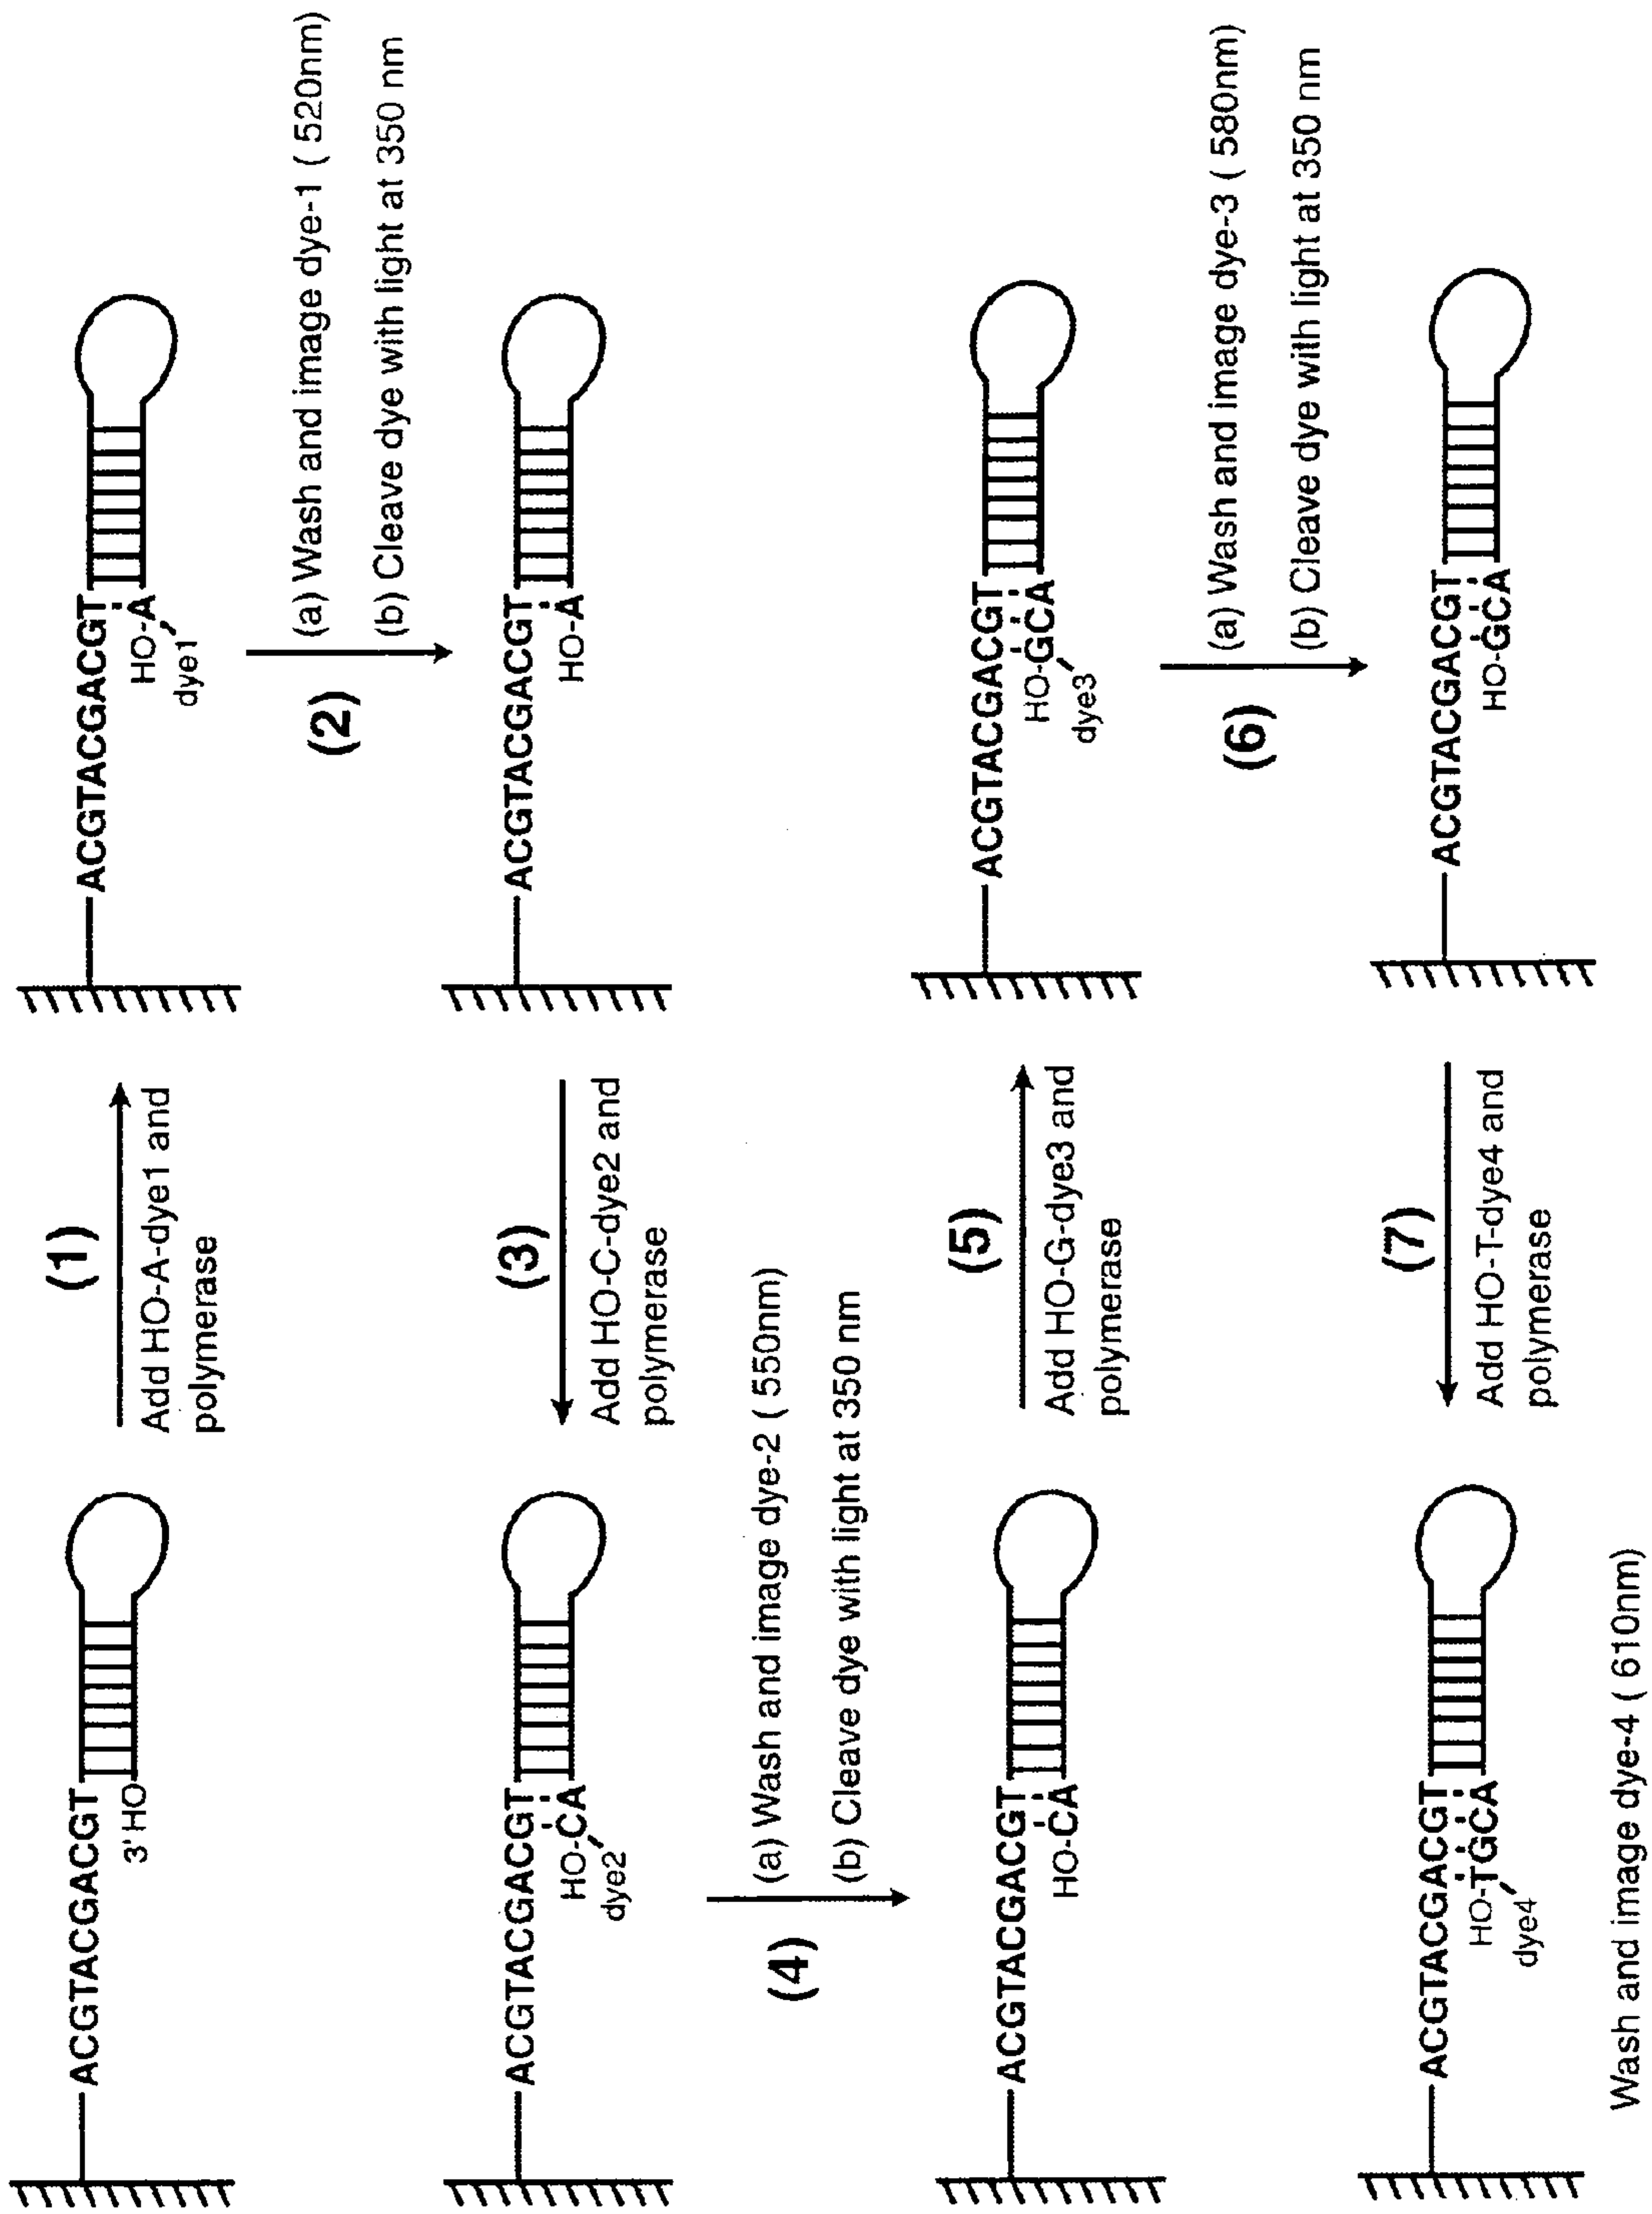 ACGTACGACGT
3'HO
(1)
Add HO-A-dye1 and
polymerase
ACGTACGACGT
HO-A
dye1
(2)
(a) Wash and image dye-1 ( 520nm)
(b) Cleave dye with light at 350 nm
ACGTACGACGT
HO-A
(3)
Add HO-C-dye2 and
polymerase
ACGTACGACGT
HO-CA
dye2
(4)
(a) Wash and image dye-2 ( 550nm)
(b) Cleave dye with light at 350 nm
ACGTACGACGT
HO-CA
(5)
Add HO-G-dye3 and
polymerase
ACGTACGACGT
HO-GCA
dye3
(6)
(a) Wash and image dye-3 ( 580nm)
(b) Cleave dye with light at 350 nm
ACGTACGACGT
HO-GCA
(7)
Add HO-T-dye4 and
polymerase
ACGTACGACGT
HO-TGCA
dye4
Wash and image dye-4 ( 610nm)